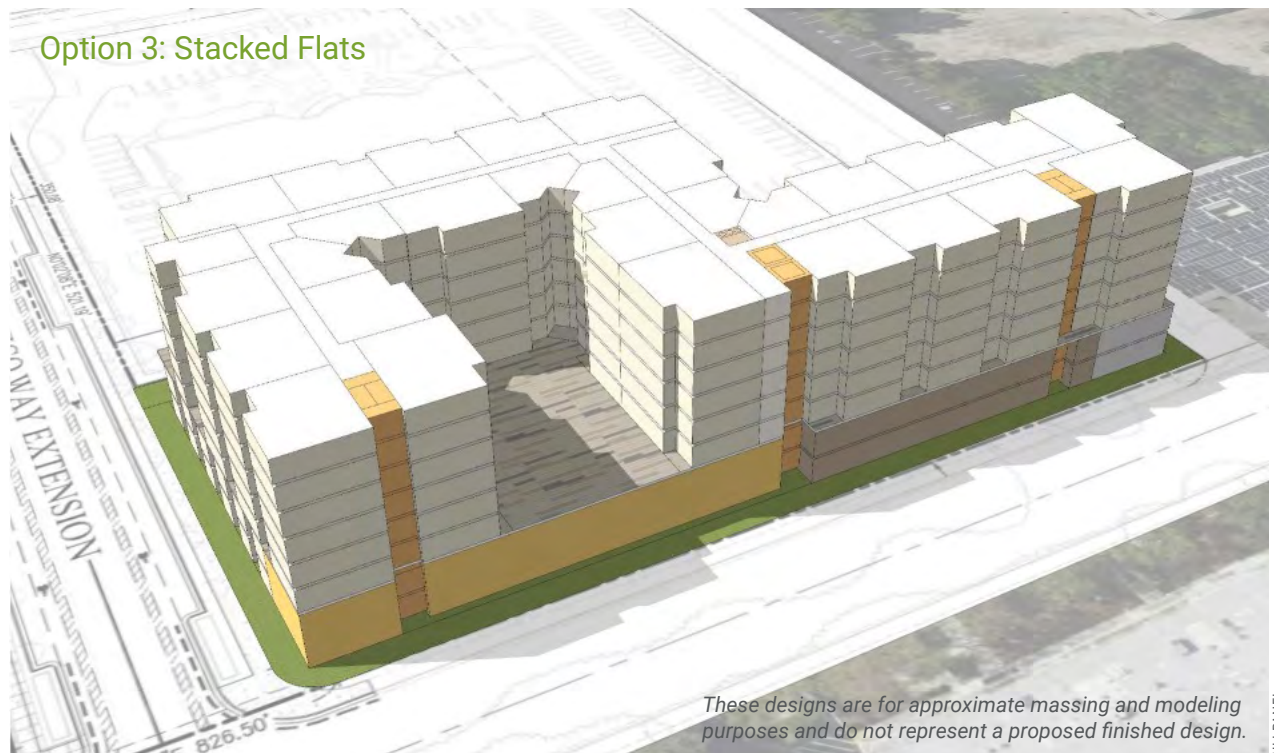 Option 3: Stacked Flats
WAY EXTENSION
826.50'
These designs are for approximate massing and modeling
purposes and do not represent a proposed finished design.